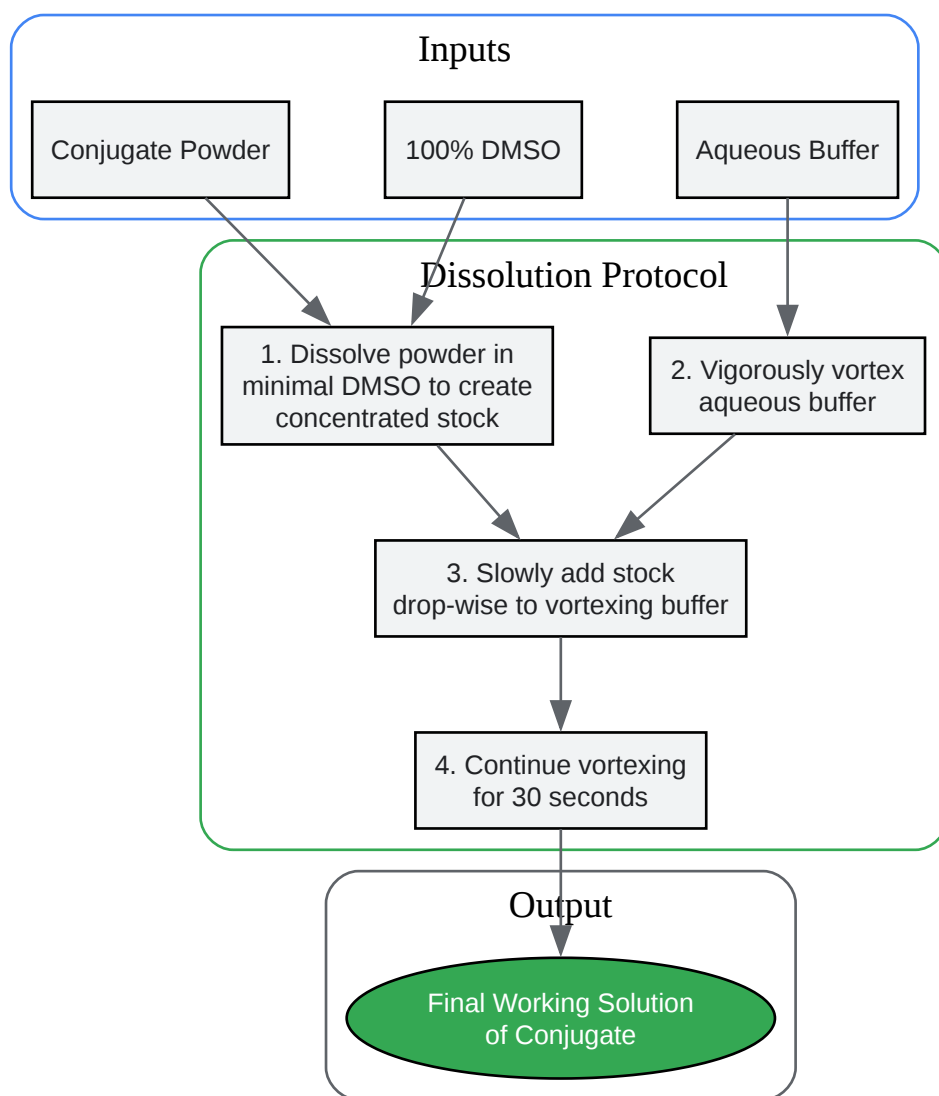 Inputs
Conjugate Powder
100% DMSO
Aqueous Buffer
Dissolution Protocol
1. Dissolve powder in
minimal DMSO to create
concentrated stock
2. Vigorously vortex
aqueous buffer
3. Slowly add stock
drop-wise to vortexing buffer
4. Continue vortexing
for 30 seconds
Output
Final Working Solution
of Conjugate